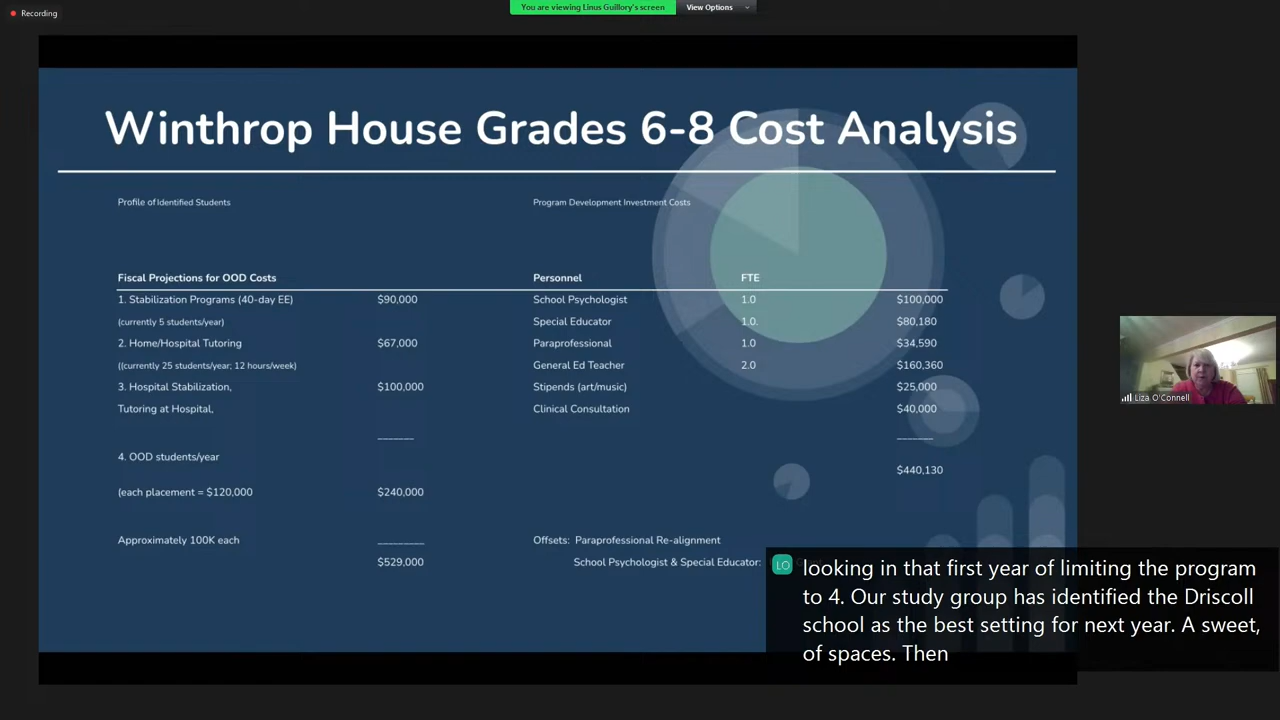 Recording
You are viewing Linus Guillory's screen
View Options
Winthrop House Grades 6-8 Cost Analysis
Profile of Identified Students
Program Development Investment Costs
Fiscal Projections for OOD Costs
Personnel FTE
1. Stabilization Programs (40-day EE) $90,000
School Psychologist 1.0 $100,000
(currently 5 students/year)
Special Educator 1.0. $80,180
2. Home/Hospital Tutoring $67,000
Paraprofessional 1.0 $34,590
((currently 25 students/year; 12 hours/week)
General Ed Teacher 2.0 $160,360
3. Hospital Stabilization, $100,000
Stipends (art/music) $25,000
Tutoring at Hospital,
Clinical Consultation $40,000
4. OOD students/year
$440,130
(each placement = $120,000 $240,000
Approximately 100K each
Offsets: Paraprofessional Re-alignment
$529,000
School Psychologist & Special Educator:
Liza O'Connell
LO
looking in that first year of limiting the program
to 4. Our study group has identified the Driscoll
school as the best setting for next year. A sweet,
of spaces. Then